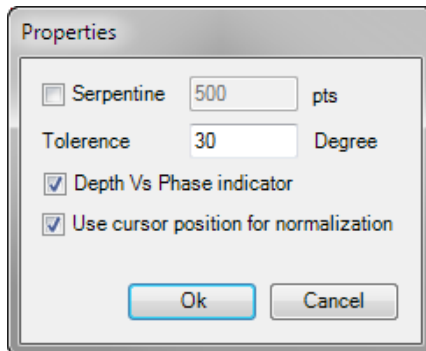 Properties
Serpentine 500 pts
Tolerence 30 Degree
Depth Vs Phase indicator
Use cursor position for normalization
Ok Cancel